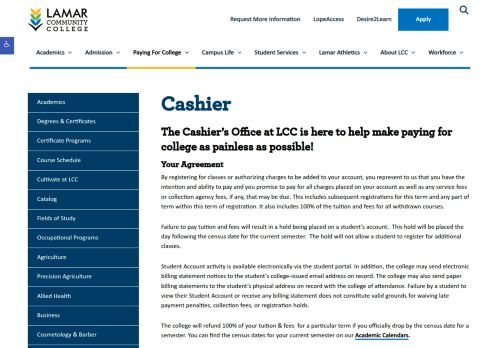 LAMAR
COMMUNITY
COLLEGE
Request More Information
LopeAccess
Desire2Learn
Apply
Academics
Admission
Paying For College
Campus Life
Student Services
Lamar Athletics
About LCC
Workforce
Academics
Degrees & Certificates
Certificate Programs
Course Schedule
Cultivate at LCC
Catalog
Fields of Study
Occupational Programs
Agriculture
Precision Agriculture
Allied Health
Business
Cosmetology & Barber
Cashier
The Cashier's Office at LCC is here to help make paying for
college as painless as possible!
Your Agreement
By registering for classes or authorizing charges to be added to your account, you represent to us that you have the
intention and ability to pay and you promise to pay for all charges placed on your account as well as any service fees
or collection agency fees, if any, that may be due. This includes subsequent registrations for this term and any part of
term within this term of registration. It also includes 100% of the tuition and fees for all withdrawn courses.
Failure to pay tuition and fees will result in a hold being placed on a student's account. This hold will be placed the
day following the census date for the current semester. The hold will not allow a student to register for additional
classes.
Student Account activity is available electronically via the student portal. In addition, the college may send electronic
billing statement notices to the student's college-issued email address on record. The college may also send paper
billing statements to the student's physical address on record with the college of attendance. Failure by a student to
view their Student Account or receive any billing statement does not constitute valid grounds for waiving late
payment penalties, collection fees, or registration holds.
The college will refund 100% of your tuition & fees for a particular term if you officially drop by the census date for a
semester. You can find the census dates for your current semester on our Academic Calendars.